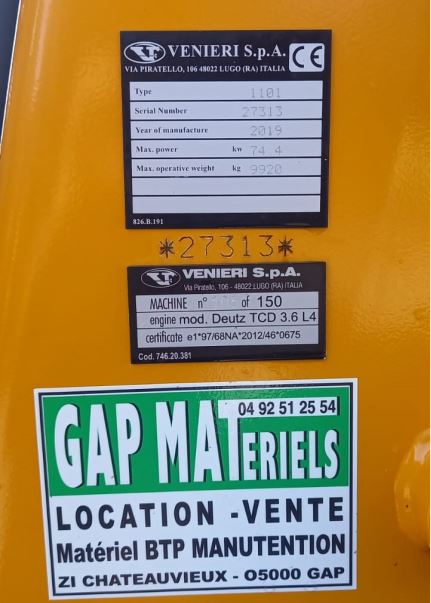 VENIERI S.p.A. CE
VIA PIRATELLO, 106 48022 LUGO (RA) ITALIA
Type 1101
Serial Number 27313
Year of manufacture 2019
Max. power kw 74.4
Max. operative weight kg 9920
826.B.191
*27313*
VENIERI S.p.A.
Via Piratello, 106 - 48022 LUGO (RA) ITALIA
MACHINE n° of 150
engine mod. Deutz TCD 3.6 L4
certificate e1*97/68NA*2012/46*0675
Cod. 746.20.381
04 92 51 25 54
GAP MATERIELS
LOCATION -VENTE
Matériel BTP MANUTENTION
ZI CHATEAUVIEUX - 05000 GAP